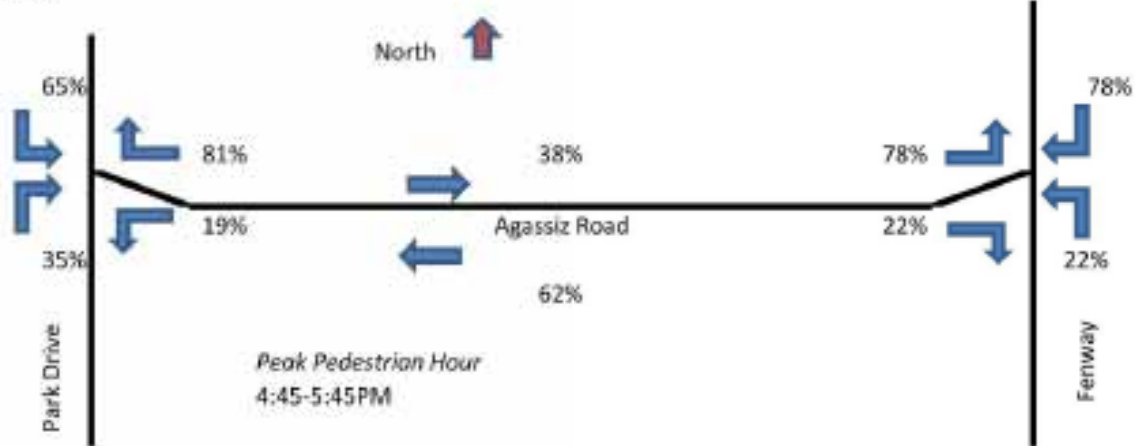 North
65%
78%
81%
38%
78%
19%
Agassiz Road
22%
35%
22%
62%
Park Drive
Fenway
Peak Pedestrian Hour
4:45-5:45PM